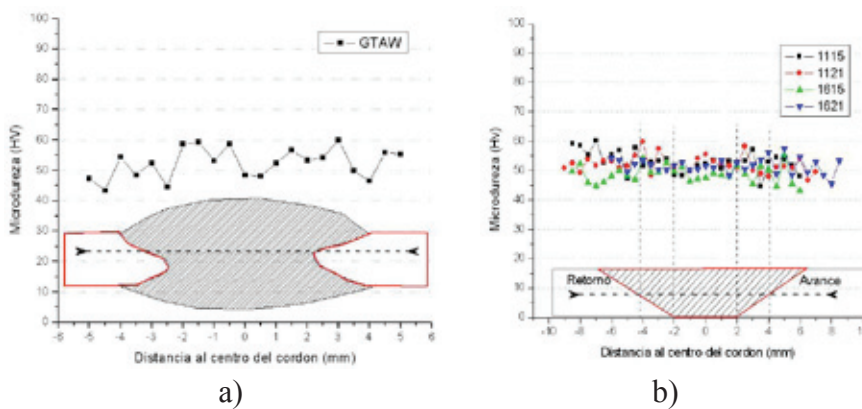 100
90
80
70
60
50
40
30
20
10
0
Microdureza (HV)
GTAW
-6 -5 -4 -3 -2 -1 0 1 2 3 4 5 6
Distancia al centro del cordon (mm)
a)
100
90
80
70
60
50
40
30
20
10
0
Microdureza (Hv)
1115
1121
1615
1621
Retorno
Avance
-10 -8 -6 -4 -2 0 2 4 6 8 10
Distancia al centro del cordon (mm)
b)